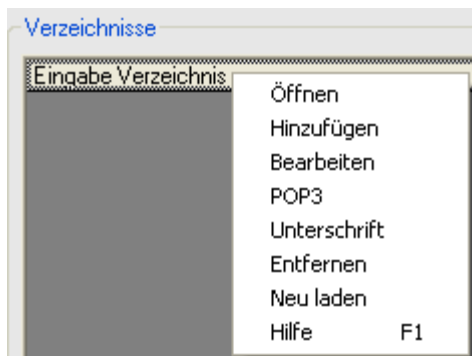 Verzeichnisse
Eingabe Verzeichnis
Öffnen
Hinzufügen
Bearbeiten
POP3
Unterschrift
Entfernen
Neu laden
Hilfe F1